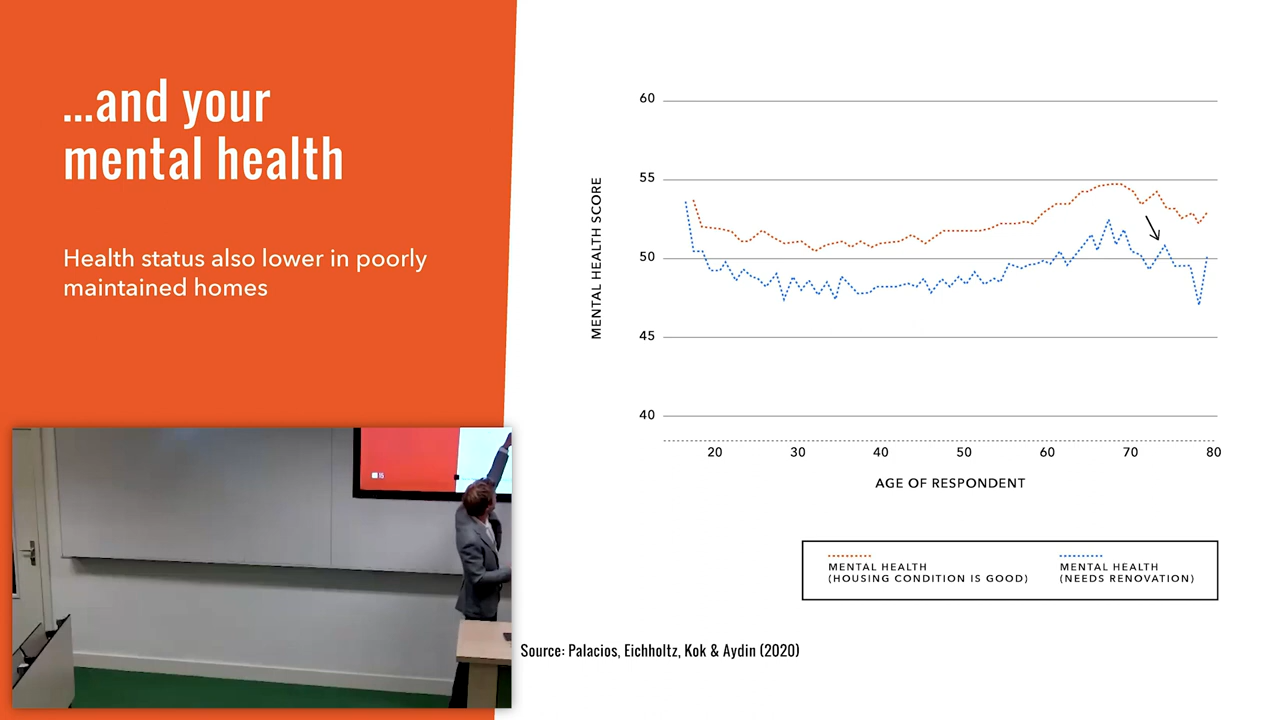 ...and your
mental health
Health status also lower in poorly
maintained homes
60
55
50
45
40
MENTAL HEALTH SCORE
20 30 40 50 60 70 80
AGE OF RESPONDENT
MENTAL HEALTH
(HOUSING CONDITION IS GOOD)
MENTAL HEALTH
(NEEDS RENOVATION)
Source: Palacios, Eichholtz, Kok & Aydin (2020)